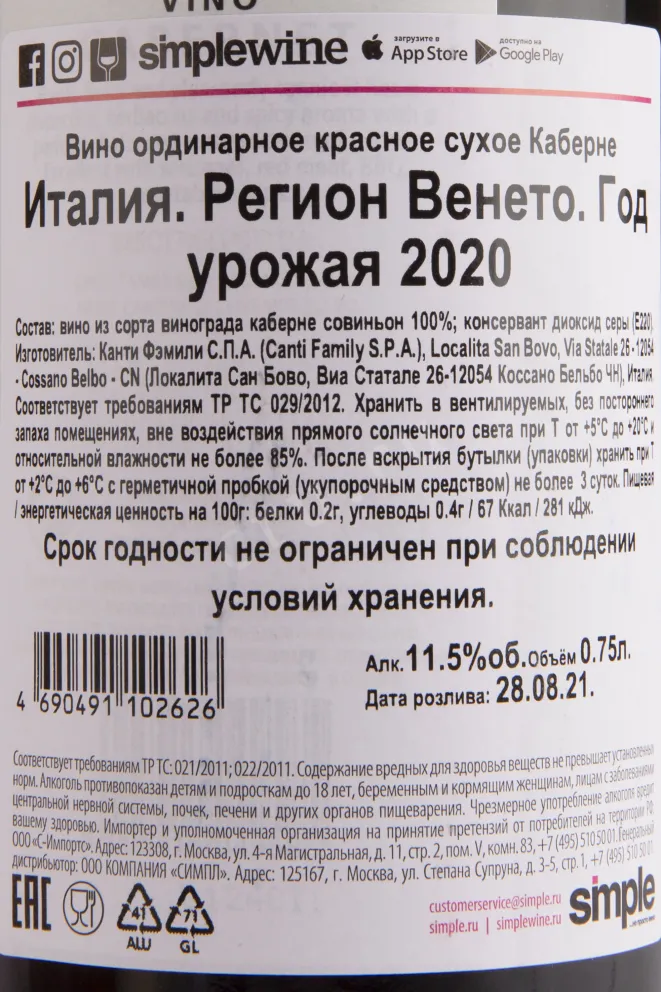 VINO
simplewine загрузите в App Store доступно на Google Play
Вино ординарное красное сухое Каберне
Италия. Регион Венето. Год
урожая 2020
Состав: вино из сорта винограда каберне совиньон 100%; консервант диоксид серы (Е220).
Изготовитель: Канти Фэмили С.П.А. (Canti Family S.P.A.), Localita San Bovo, Via Statale 26 - 12054
- Cossano Belbo - CN (Локалита Сан Бово, Виа Статале 26-12054 Коссано Бельбо ЧН), Италия.
Соответствует требованиям ТР ТС 029/2012. Хранить в вентилируемых, без постороннего
запаха помещениях, вне воздействия прямого солнечного света при Т от +5°С до +20°С и
относительной влажности не более 85%. После вскрытия бутылки (упаковки) хранить при Т
от +2°С до +6°С с герметичной пробкой (укупорочным средством) не более 3 суток. Пищевая
/ энергетическая ценность на 100г: белки 0.2г, углеводы 0.4г / 67 Ккал / 281 кДж.
Срок годности не ограничен при соблюдении
условий хранения.
Алк. 11.5%об. Объём 0.75л.
Дата розлива: 28.08.21.
4 690491 102626
Соответствует требованиям ТР ТС: 021/2011; 022/2011. Содержание вредных для здоровья веществ не превышает установленных
норм. Алкоголь противопоказан детям и подросткам до 18 лет, беременным и кормящим женщинам, лицам с заболеваниями
центральной нервной системы, почек, печени и других органов пищеварения. Чрезмерное употребление алкоголя вредит
вашему здоровью. Импортер и уполномоченная организация на принятие претензий от потребителей на территории РФ:
ООО «С-Импортс». Адрес: 123308, г. Москва, ул. 4-я Магистральная, д. 11, стр. 2, пом. V, комн. 83, +7 (495) 510 50 01. Генеральный
дистрибьютор: ООО КОМПАНИЯ «СИМПЛ». Адрес: 125167, г. Москва, ул. Степана Супруна, д. 3-5, стр. 1, +7 (495) 510 50 01
EAC 41 ALU 71 GL
customerservice@simple.ru
simple.ru | simplewine.ru
simple